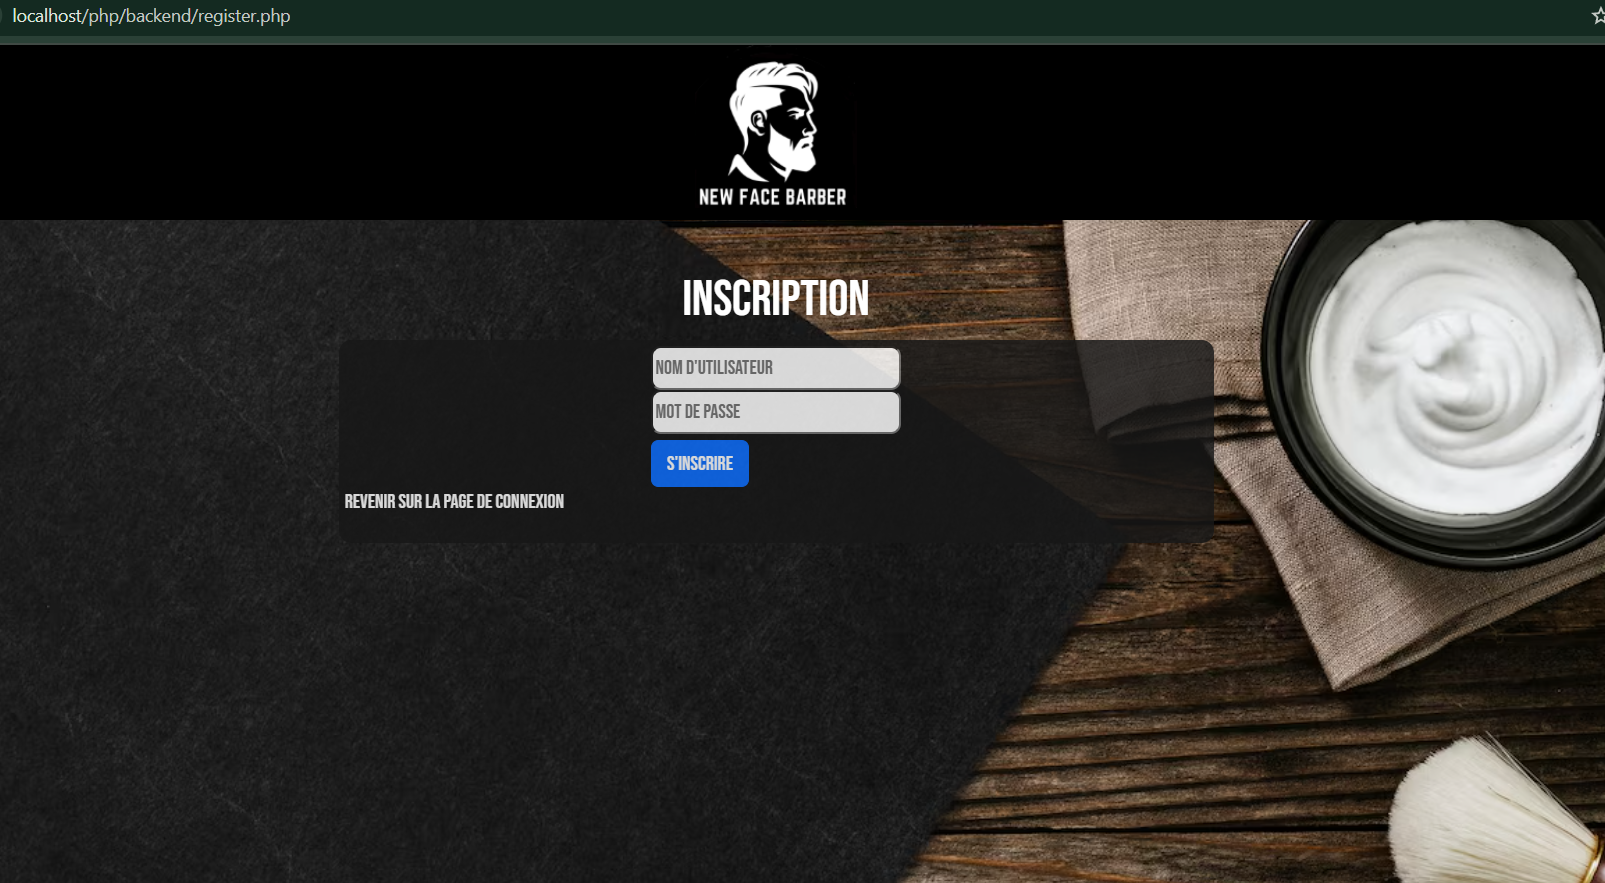 localhost/php/backend/register.php
NEW FACE BARBER
INSCRIPTION
NOM D'UTILISATEUR
MOT DE PASSE
S'INSCRIRE
REVENIR SUR LA PAGE DE CONNEXION